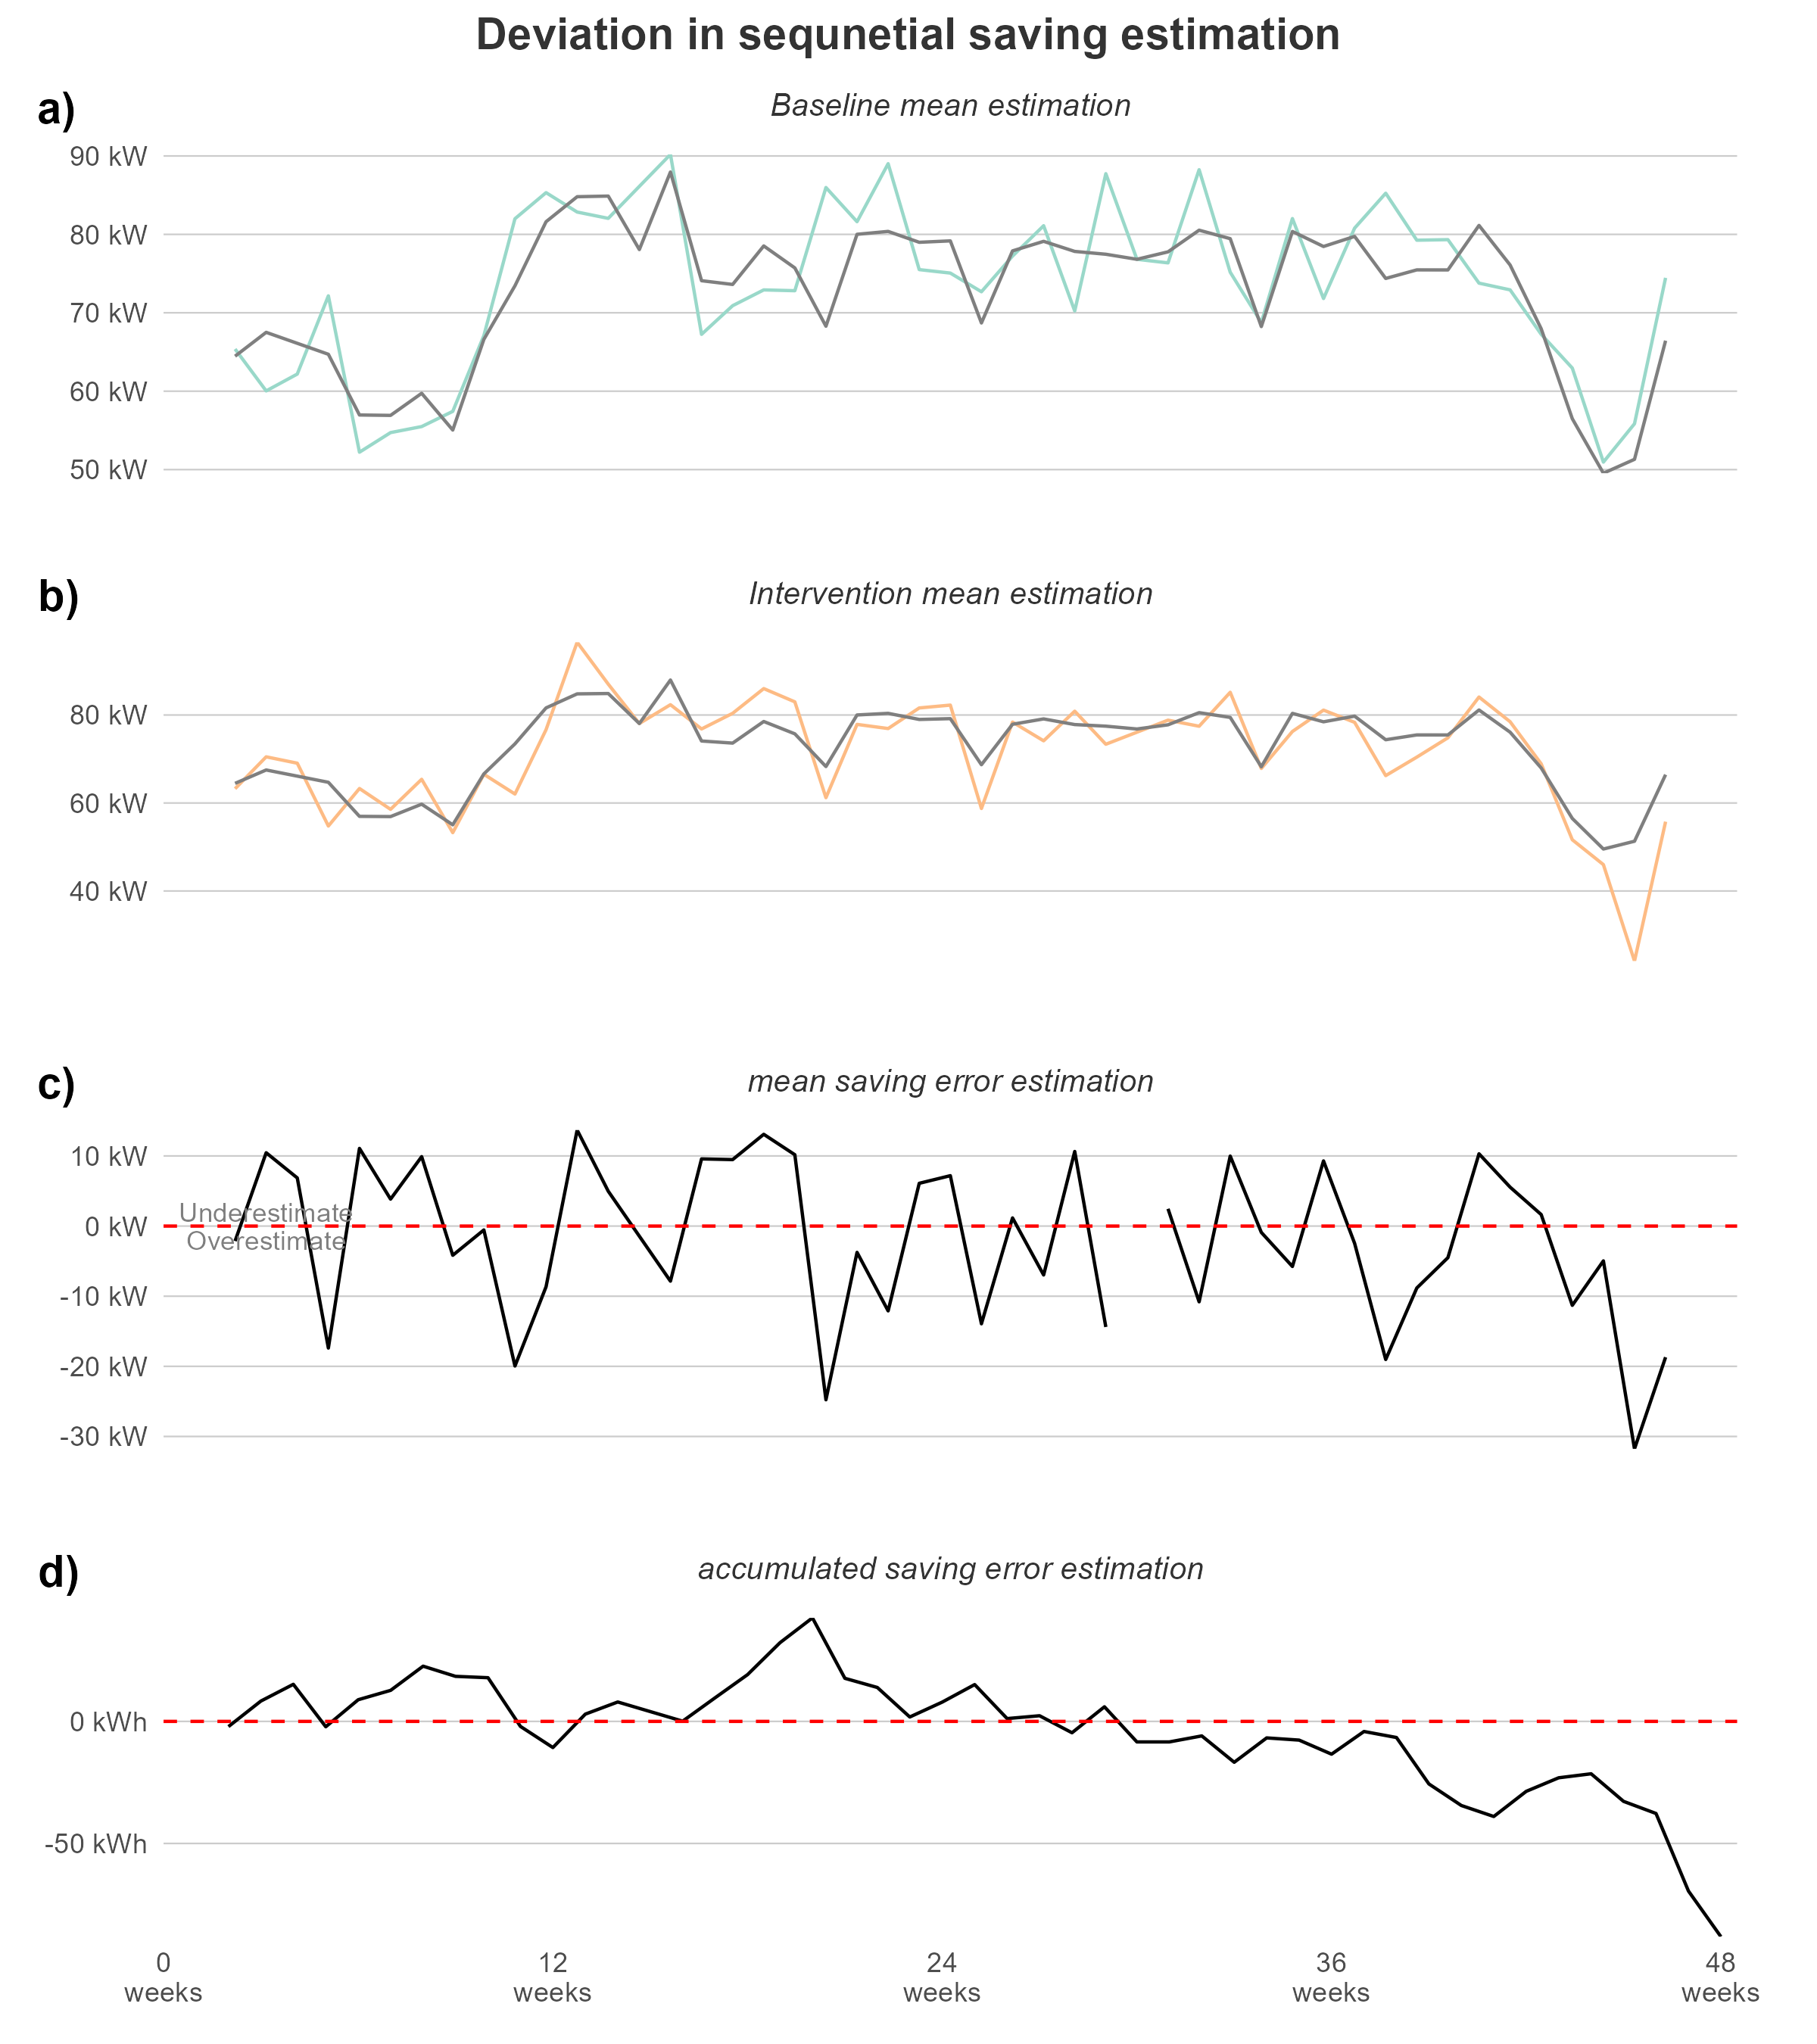 Deviation in sequnetial saving estimation
a)
Baseline mean estimation
90 kW
80 kW
70 kW
60 kW
50 kW
b)
Intervention mean estimation
80 kW
60 kW
40 kW
c)
mean saving error estimation
10 kW
Underestimate
0 kW
Overestimate
-10 kW
-20 kW
-30 kW
d)
accumulated saving error estimation
0 kWh
-50 kWh
0 12 24 36 48
weeks weeks weeks weeks weeks